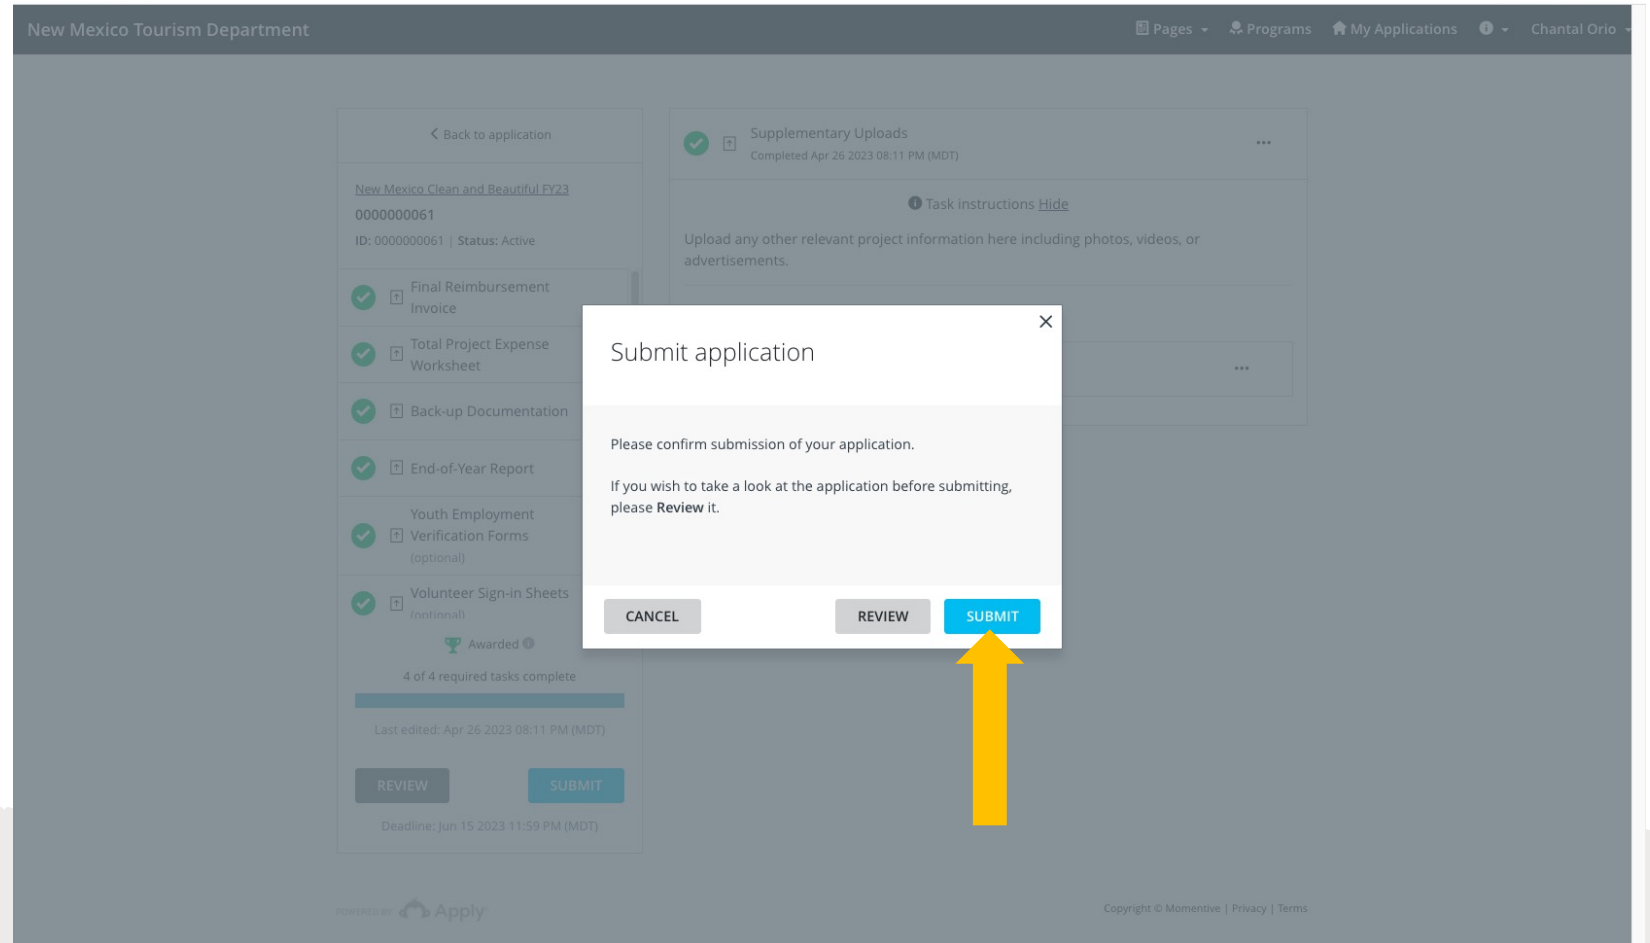 New Mexico Tourism Department
Pages
Programs
My Applications
Chantal Orio
Back to application
New Mexico Clean and Beautiful FY23
0000000061
ID: 0000000061 | Status: Active
Final Reimbursement
Invoice
Total Project Expense
Worksheet
Back-up Documentation
End-of-Year Report
Youth Employment
Verification Forms
(optional)
Volunteer Sign-in Sheets
(optional)
Awarded
4 of 4 required tasks complete
Last edited: Apr 26 2023 08:11 PM (MDT)
REVIEW
SUBMIT
Deadline: Jun 15 2023 11:59 PM (MDT)
Supplementary Uploads
Completed Apr 26 2023 08:11 PM (MDT)
Task instructions Hide
Upload any other relevant project information here including photos, videos, or
advertisements.
Submit application
Please confirm submission of your application.
If you wish to take a look at the application before submitting,
please Review it.
CANCEL
REVIEW
SUBMIT
POWERED BY Apply
Copyright © Momentive | Privacy | Terms